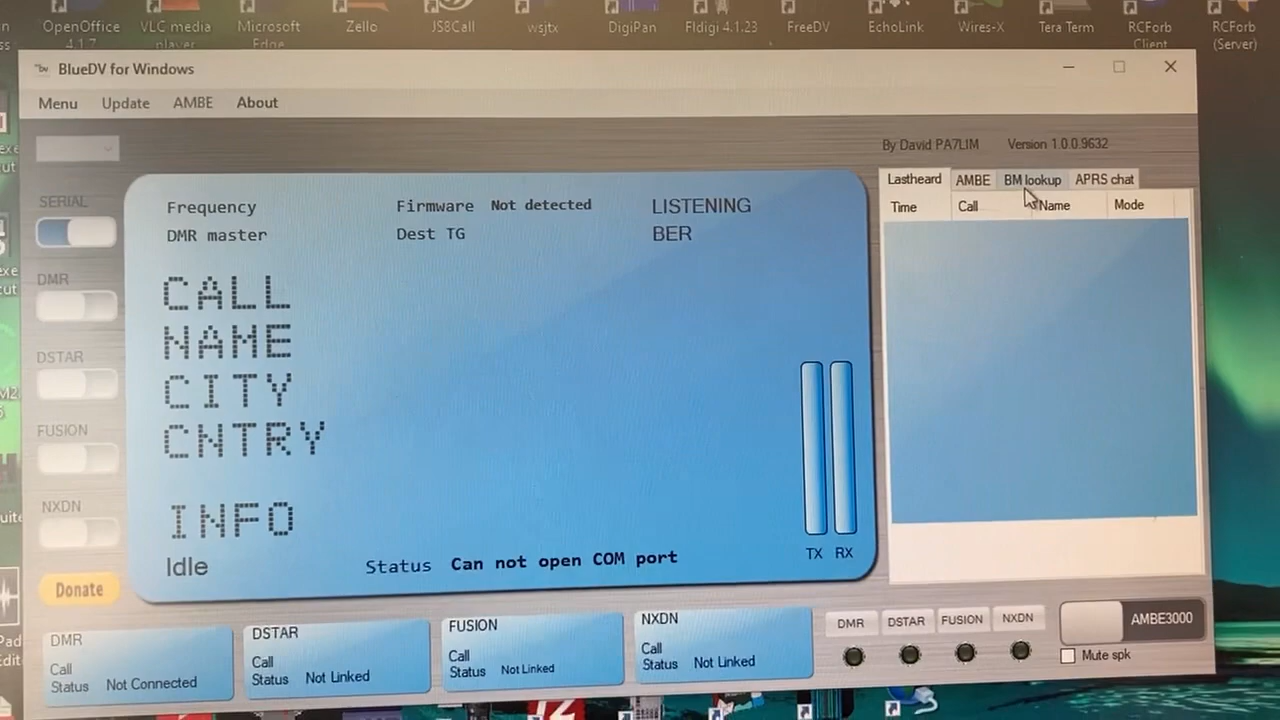 OpenOffice 4.1.7
VLC media player
Microsoft Edge
Zello
JS8Call
wsjtx
DigiPan
Fldigi 4.1.23
FreeDV
EchoLink
Wires-X
Tera Term
RCForb Client
RCForb (Server)
BlueDV for Windows
Menu Update AMBE About
By David PA7LIM Version 1.0.0.9632
Lastheard AMBE BM lookup APRS chat
Time Call Name Mode
SERIAL
DMR
DSTAR
FUSION
NXDN
Donate
Frequency Firmware Not detected LISTENING
DMR master Dest TG BER
CALL
NAME
CITY
CNTRY
INFO
Idle Status Can not open COM port
TX RX
DMR
Call
Status Not Connected
DSTAR
Call
Status Not Linked
FUSION
Call
Status Not Linked
NXDN
Call
Status Not Linked
DMR DSTAR FUSION NXDN
AMBE3000
Mute spk